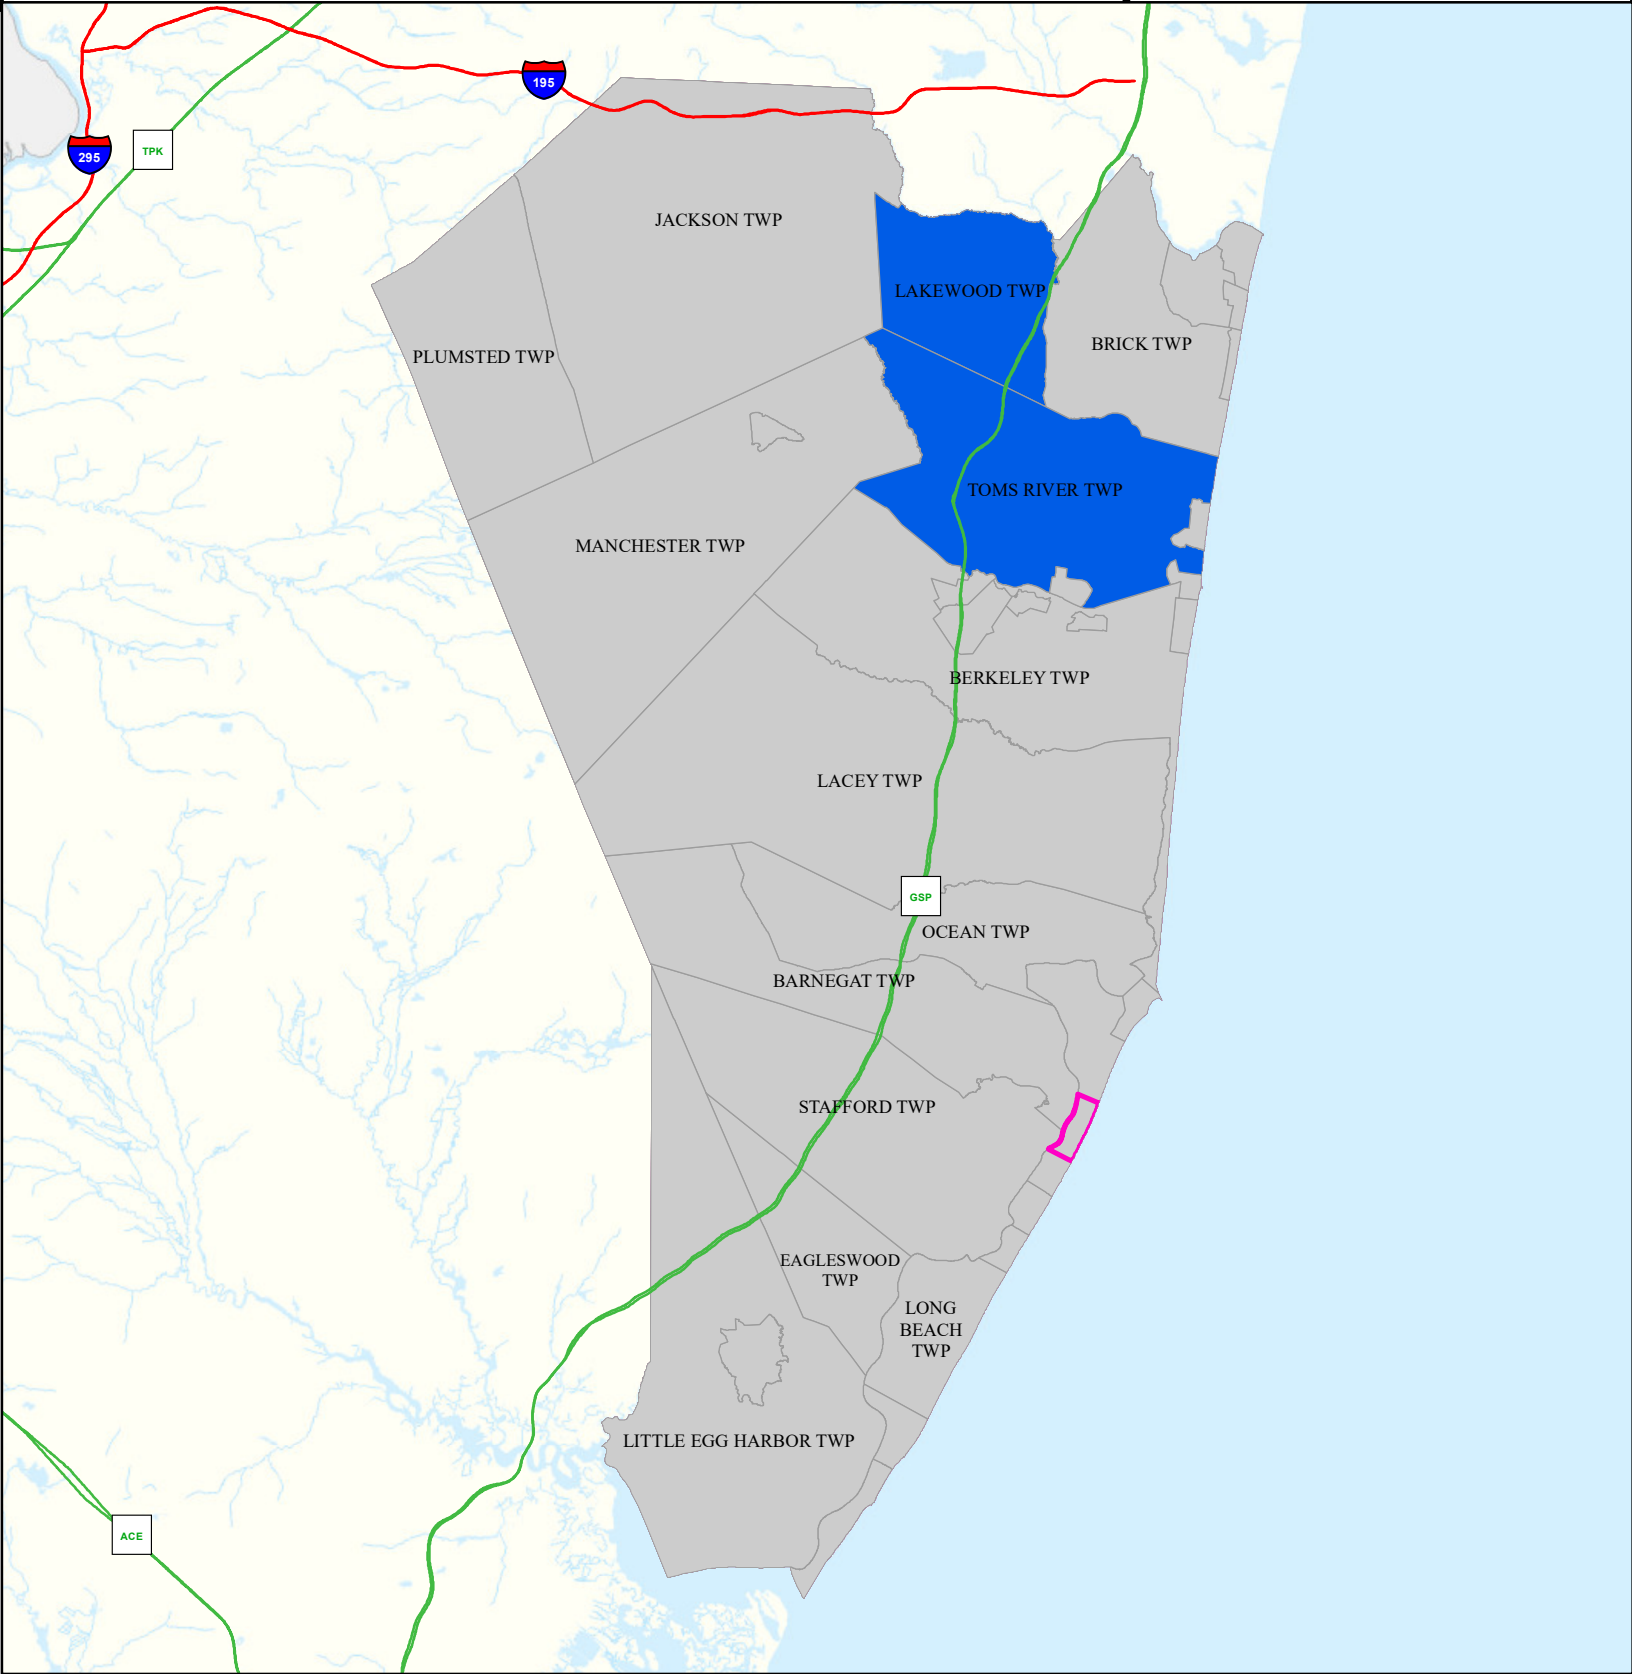 195
TPK
295
JACKSON TWP
LAKEWOOD TWP
BRICK TWP
PLUMSTED TWP
TOMS RIVER TWP
MANCHESTER TWP
BERKELEY TWP
LACEY TWP
GSP
OCEAN TWP
BARNEGAT TWP
STAFFORD TWP
EAGLESWOOD
TWP
LONG
BEACH
TWP
LITTLE EGG HARBOR TWP
ACE